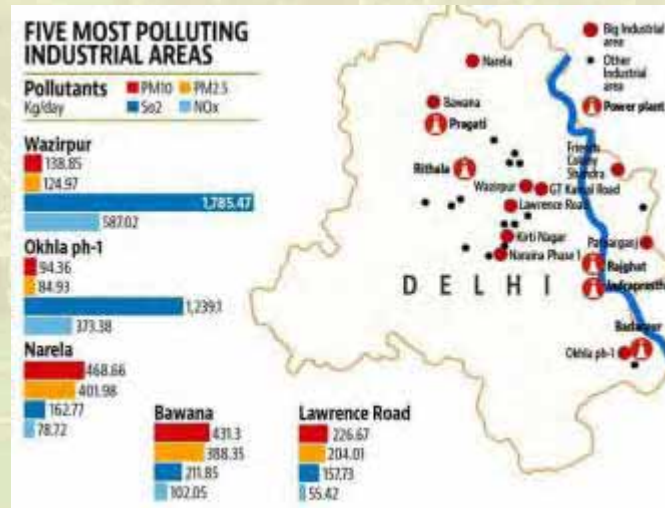 FIVE MOST POLLUTING
INDUSTRIAL AREAS
Pollutants
Kg/day
PM10
PM2.5
So2
NOx
Wazirpur
138.85
124.97
1,785.47
587.02
Okhla ph-1
94.36
84.93
1,239.1
373.38
Narela
468.66
401.98
162.77
78.72
Bawana
431.3
388.35
211.85
102.05
Lawrence Road
226.67
204.01
157.73
55.42
Big Industrial
area
Other
Industrial
area
Power plant
Narela
Bawana
Pragati
Rithala
Friends
Colony
Wazirpur
GT Karnal Road
Lawrence Road
Kirti Nagar
Naraina Phase 1
Patparganj
Rajghat
DELHI
Indraprastha
Badarpur
Okhla ph-1